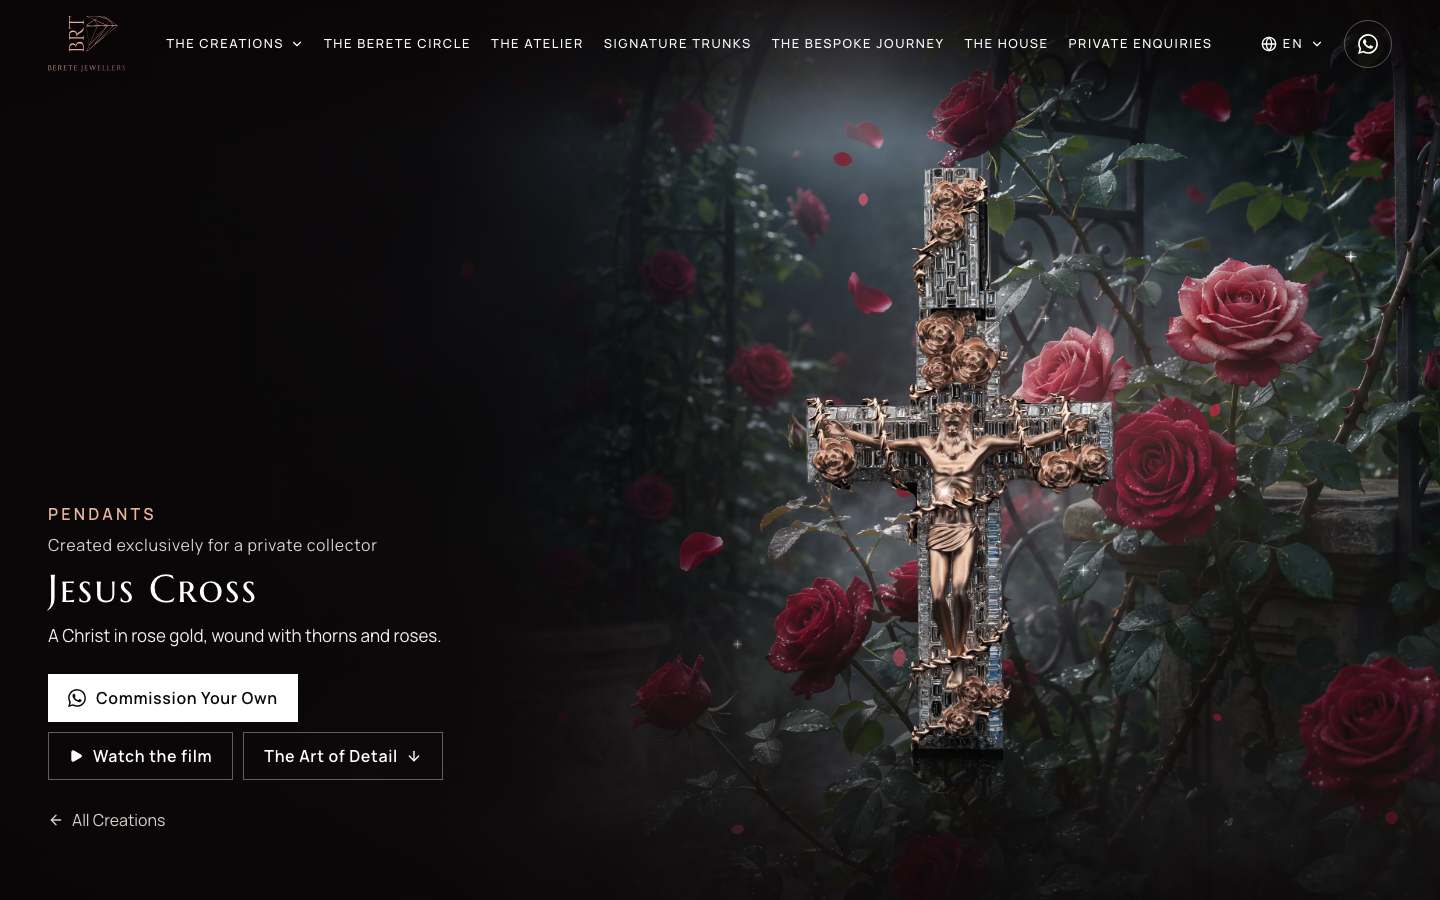 BRT
BERETE JEWELLERS
THE CREATIONS
THE BERETE CIRCLE
THE ATELIER
SIGNATURE TRUNKS
THE BESPOKE JOURNEY
THE HOUSE
PRIVATE ENQUIRIES
EN
PENDANTS
Created exclusively for a private collector
Jesus Cross
A Christ in rose gold, wound with thorns and roses.
Commission Your Own
Watch the film
The Art of Detail
All Creations